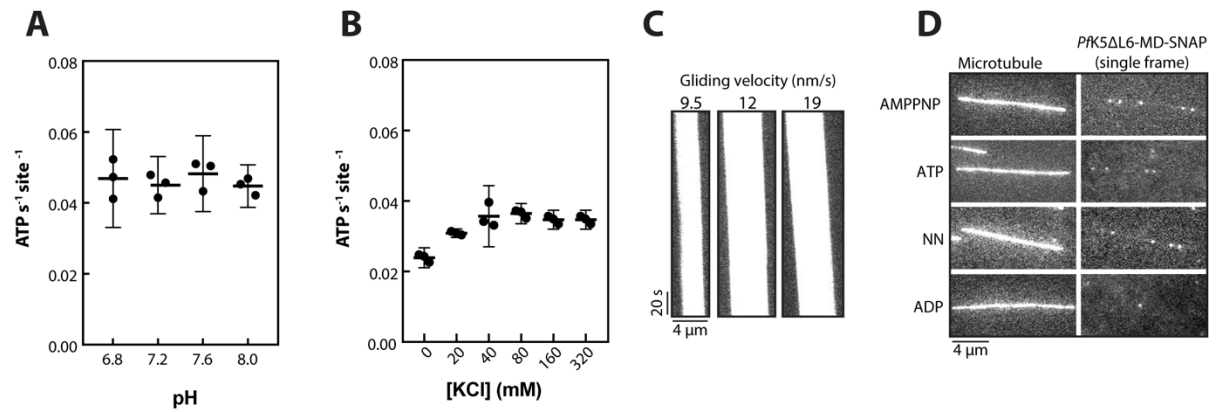 A
B
C
D
ATP s⁻¹ site⁻¹
0.08
0.06
0.04
0.02
0.00
6.8 7.2 7.6 8.0
pH
ATP s⁻¹ site⁻¹
0.08
0.06
0.04
0.02
0.00
0 20 40 80 160 320
[KCl] (mM)
Gliding velocity (nm/s)
9.5 12 19
20 s
4 μm
PfK5ΔL6-MD-SNAP
Microtubule (single frame)
AMPPNP
ATP
NN
ADP
4 μm